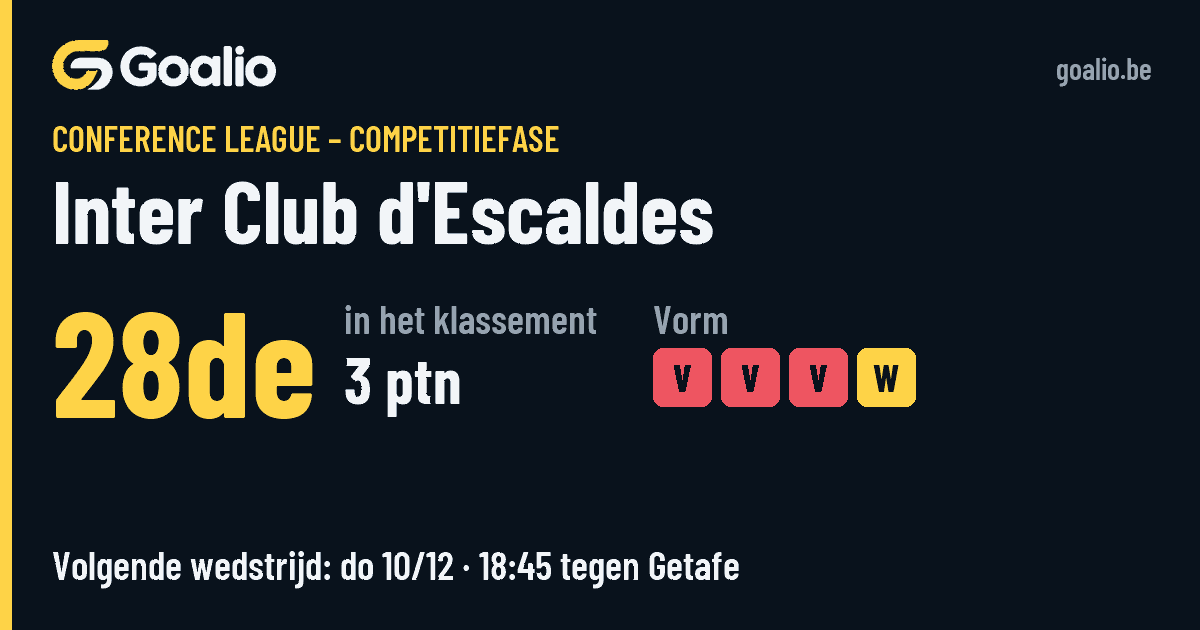 Goalio
goalio.be
CONFERENCE LEAGUE – COMPETITIEFASE
Inter Club d'Escaldes
28de
in het klassement
3 ptn
Vorm
V V V W
Volgende wedstrijd: do 10/12 · 18:45 tegen Getafe